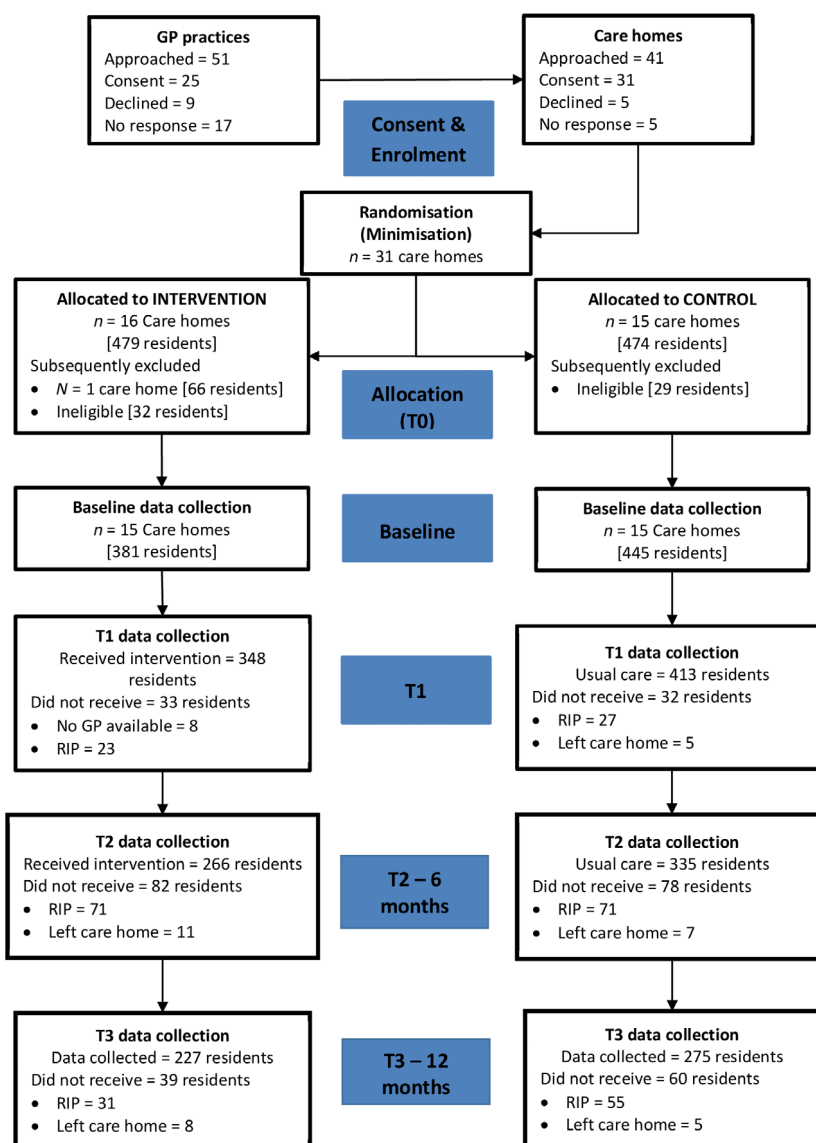 GP practices
Approached = 51
Consent = 25
Declined = 9
No response = 17
Care homes
Approached = 41
Consent = 31
Declined = 5
No response = 5
Consent &
Enrolment
Randomisation
(Minimisation)
n = 31 care homes
Allocated to INTERVENTION
n = 16 Care homes
[479 residents]
Subsequently excluded
• N = 1 care home [66 residents]
• Ineligible [32 residents]
Allocated to CONTROL
n = 15 care homes
[474 residents]
Subsequently excluded
• Ineligible [29 residents]
Allocation
(T0)
Baseline data collection
n = 15 Care homes
[381 residents]
Baseline
Baseline data collection
n = 15 Care homes
[445 residents]
T1 data collection
Received intervention = 348
residents
Did not receive = 33 residents
• No GP available = 8
• RIP = 23
T1
T1 data collection
Usual care = 413 residents
Did not receive = 32 residents
• RIP = 27
• Left care home = 5
T2 data collection
Received intervention = 266 residents
Did not receive = 82 residents
• RIP = 71
• Left care home = 11
T2 – 6
months
T2 data collection
Usual care = 335 residents
Did not receive = 78 residents
• RIP = 71
• Left care home = 7
T3 data collection
Data collected = 227 residents
Did not receive = 39 residents
• RIP = 31
• Left care home = 8
T3 – 12
months
T3 data collection
Data collected = 275 residents
Did not receive = 60 residents
• RIP = 55
• Left care home = 5